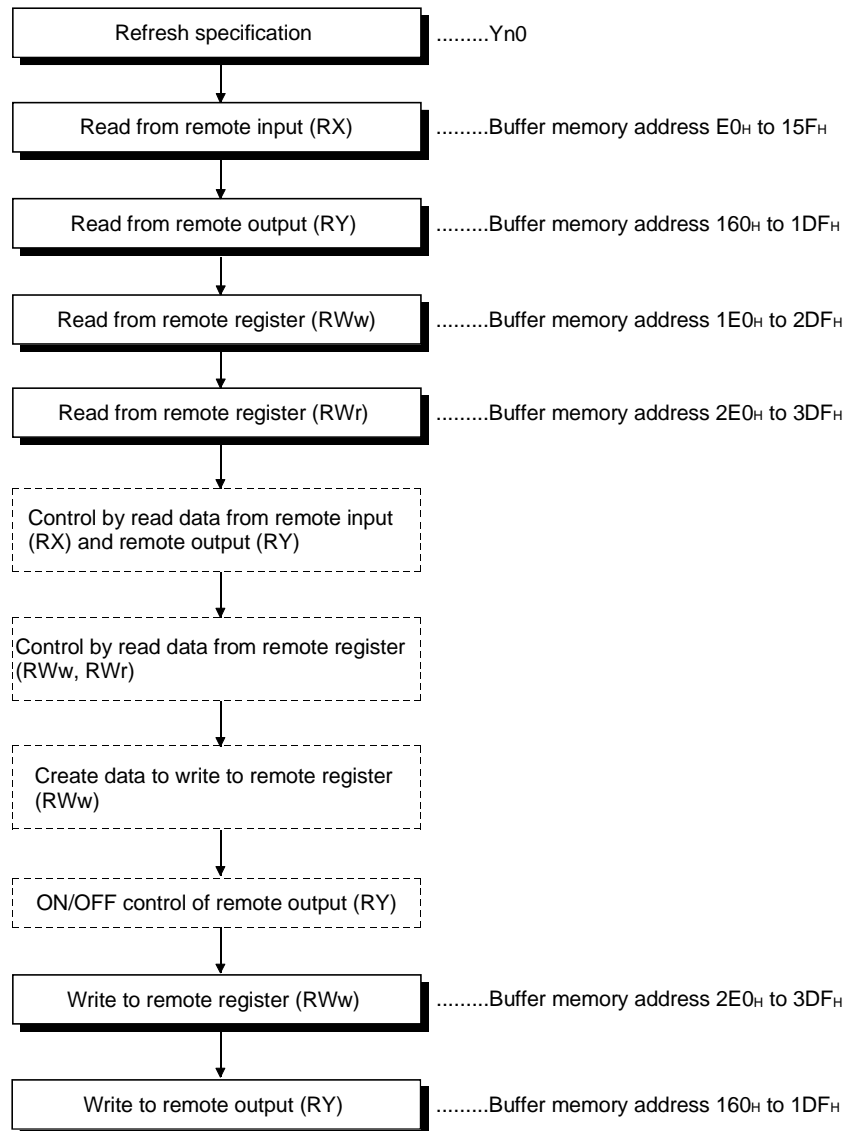 Refresh specification .........Yn0
Read from remote input (RX) .........Buffer memory address E0H to 15FH
Read from remote output (RY) .........Buffer memory address 160H to 1DFH
Read from remote register (RWw) .........Buffer memory address 1E0H to 2DFH
Read from remote register (RWr) .........Buffer memory address 2E0H to 3DFH
Control by read data from remote input
(RX) and remote output (RY)
Control by read data from remote register
(RWw, RWr)
Create data to write to remote register
(RWw)
ON/OFF control of remote output (RY)
Write to remote register (RWw) .........Buffer memory address 2E0H to 3DFH
Write to remote output (RY) .........Buffer memory address 160H to 1DFH